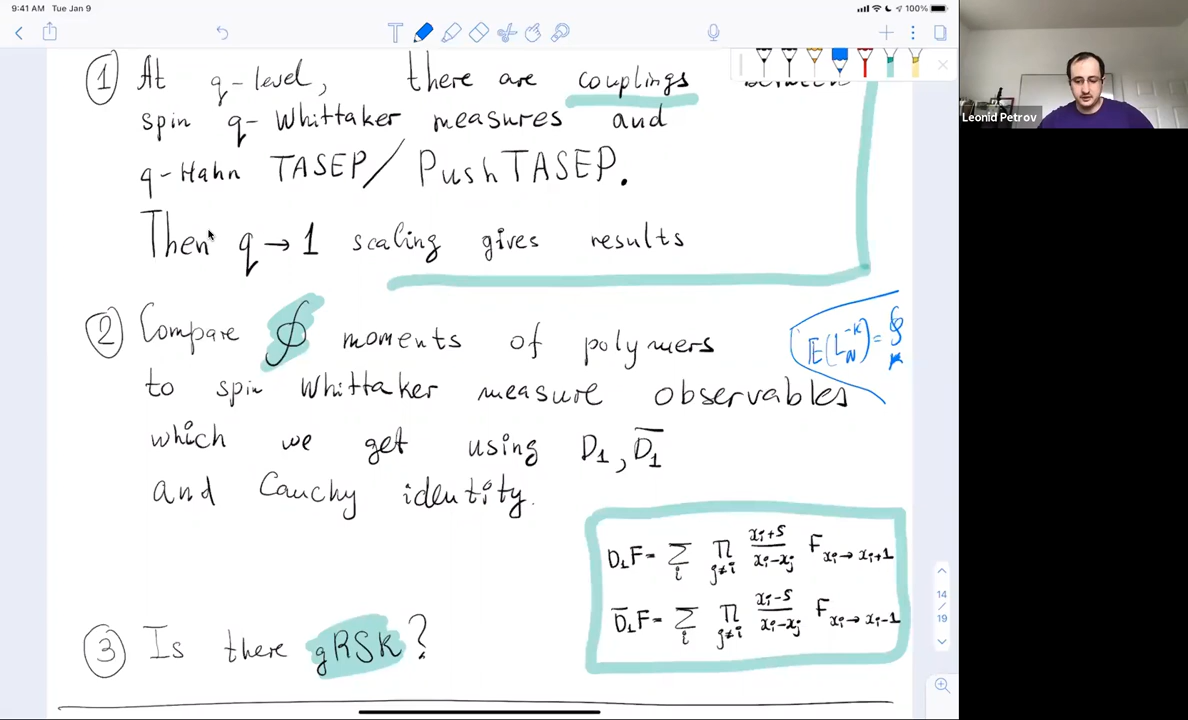 9:41 AM Tue Jan 9
100%
① At q-level, there are couplings between
spin q-Whittaker measures and
q-Hahn TASEP/PushTASEP.
Then q → 1 scaling gives results
② Compare ∮ moments of polymers
to spin Whittaker measure observables
which we get using D₁, D̅₁
and Cauchy identity.
𝔼(L_N^{-k}) = ∮
D₁F = Σ_i Π_{j≠i} (x_i+S)/(x_i-x_j) F_{x_i→x_i+1}
D̅₁F = Σ_i Π_{j≠i} (x_i-S)/(x_i-x_j) F_{x_i→x_i-1}
③ Is there gRSK?
14
/
19
Leonid Petrov